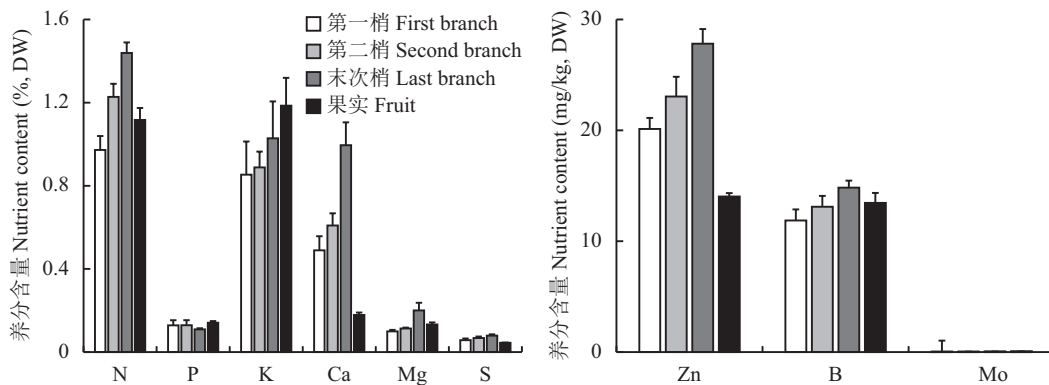 养分含量 Nutrient content (%, DW)
1.6
1.2
0.8
0.4
0
第一梢 First branch
第二梢 Second branch
末次梢 Last branch
果实 Fruit
N P K Ca Mg S
养分含量 Nutrient content (mg/kg, DW)
30
20
10
0
Zn B Mo